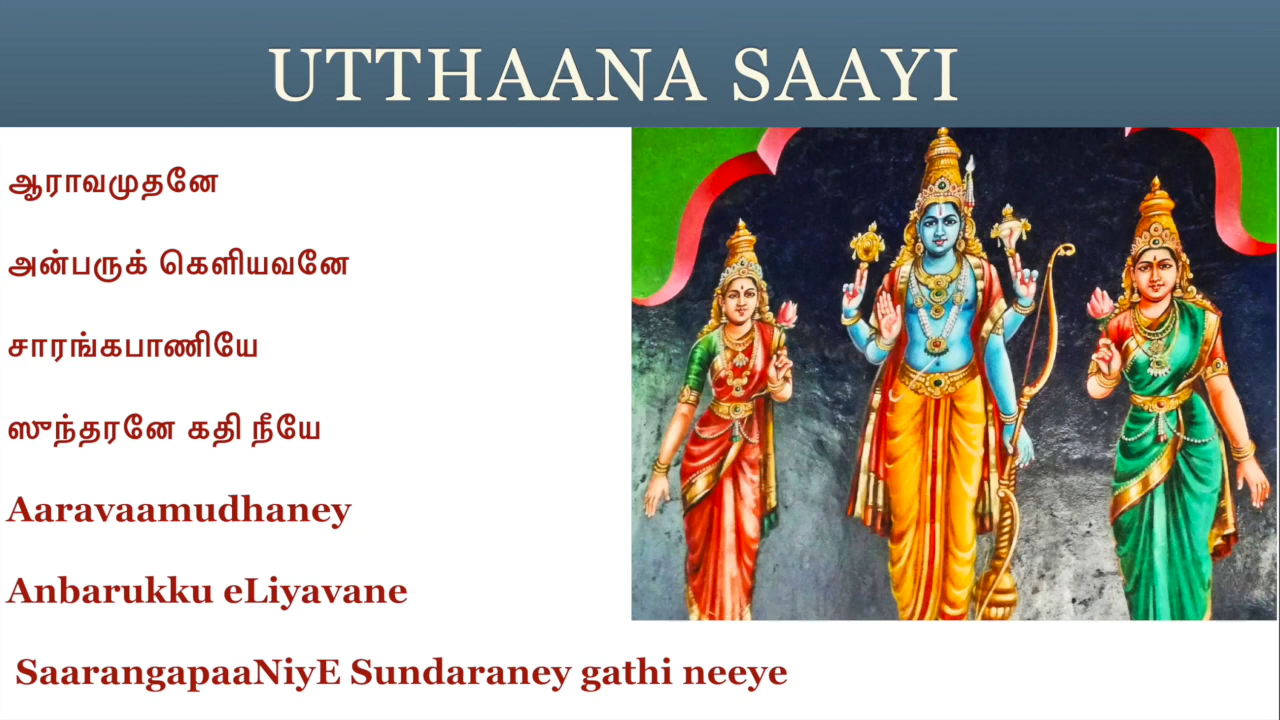 UTTHAANA SAAYI
ஆராவமுதனே
அன்பருக் கெளியவனே
சாரங்கபாணியே
ஸுந்தரனே கதி நீயே
Aaravaamudhaney
Anbarukku eLiyavane
SaarangapaaNiyE Sundaraney gathi neeye